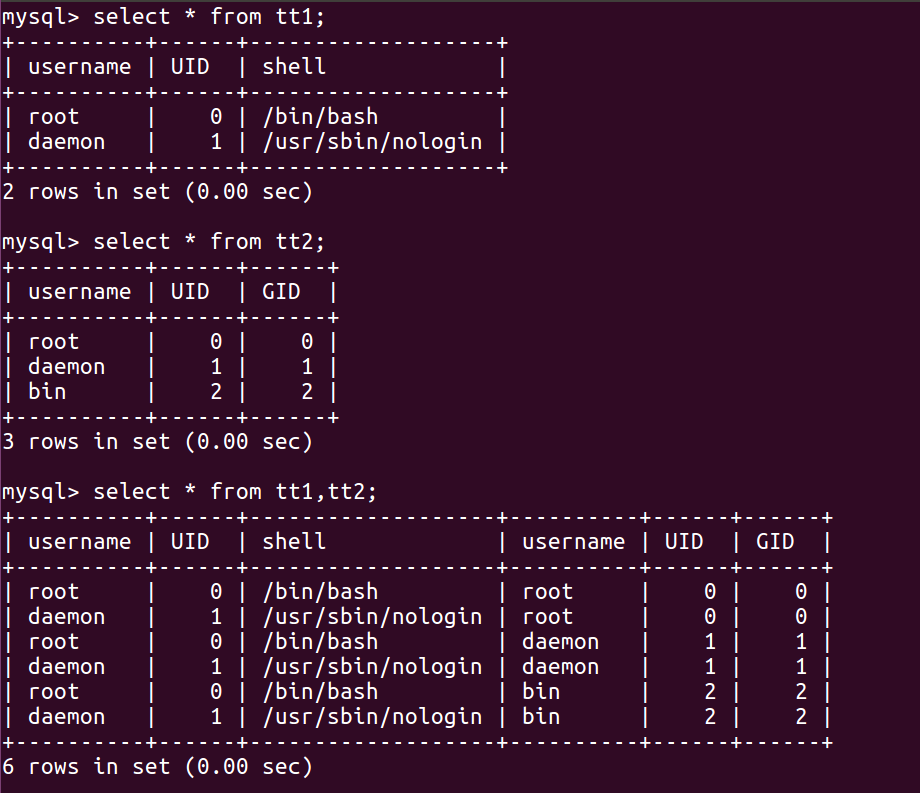 mysql> select * from tt1;
+----------+------+-------------------+
| username | UID  | shell             |
+----------+------+-------------------+
| root     |    0 | /bin/bash         |
| daemon   |    1 | /usr/sbin/nologin |
+----------+------+-------------------+
2 rows in set (0.00 sec)

mysql> select * from tt2;
+----------+------+------+
| username | UID  | GID  |
+----------+------+------+
| root     |    0 |    0 |
| daemon   |    1 |    1 |
| bin      |    2 |    2 |
+----------+------+------+
3 rows in set (0.00 sec)

mysql> select * from tt1,tt2;
+----------+------+-------------------+----------+------+------+
| username | UID  | shell             | username | UID  | GID  |
+----------+------+-------------------+----------+------+------+
| root     |    0 | /bin/bash         | root     |    0 |    0 |
| daemon   |    1 | /usr/sbin/nologin | root     |    0 |    0 |
| root     |    0 | /bin/bash         | daemon   |    1 |    1 |
| daemon   |    1 | /usr/sbin/nologin | daemon   |    1 |    1 |
| root     |    0 | /bin/bash         | bin      |    2 |    2 |
| daemon   |    1 | /usr/sbin/nologin | bin      |    2 |    2 |
+----------+------+-------------------+----------+------+------+
6 rows in set (0.00 sec)